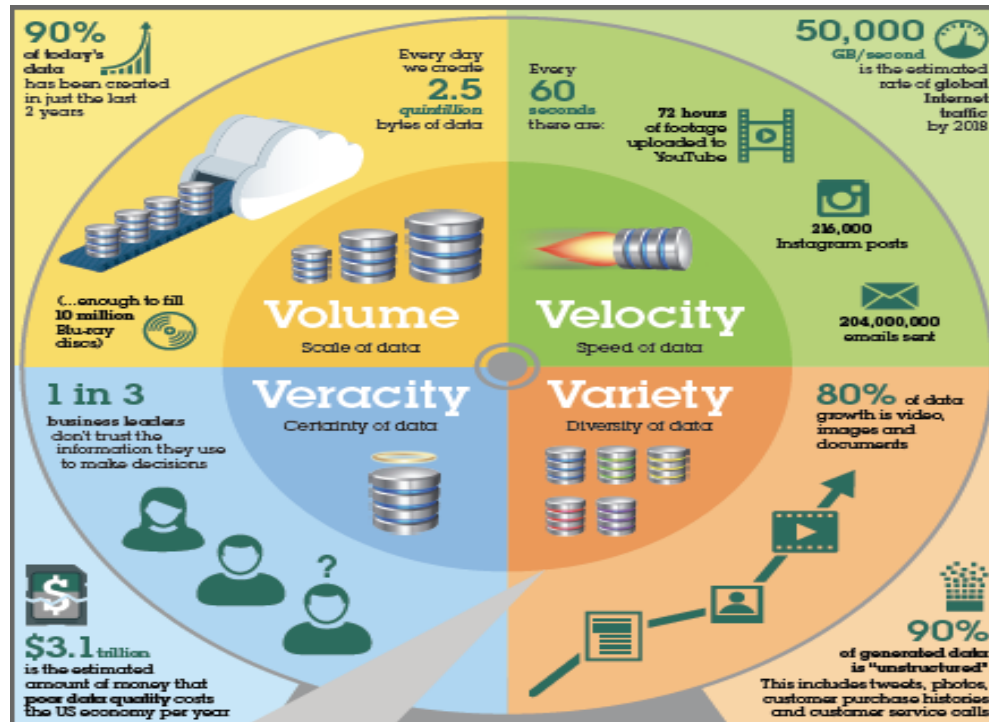 90%
of today's
data
has been created
in just the last
2 years
Every day
we create
2.5
quintillion
bytes of data
(...enough to fill
10 million
Blu-ray
discs)
Volume
Scale of data
Every
60
seconds
there are:
72 hours
of footage
uploaded to
YouTube
50,000
GB/second
is the estimated
rate of global
Internet
traffic
by 2018
216,000
Instagram posts
204,000,000
emails sent
Velocity
Speed of data
1 in 3
business leaders
don't trust the
information they use
to make decisions
Veracity
Certainty of data
?
$
$3.1 trillion
is the estimated
amount of money that
poor data quality costs
the US economy per year
Variety
Diversity of data
80% of data
growth is video,
images and
documents
90%
of generated data
is "unstructured"
This includes tweets, photos,
customer purchase histories
and customer service calls